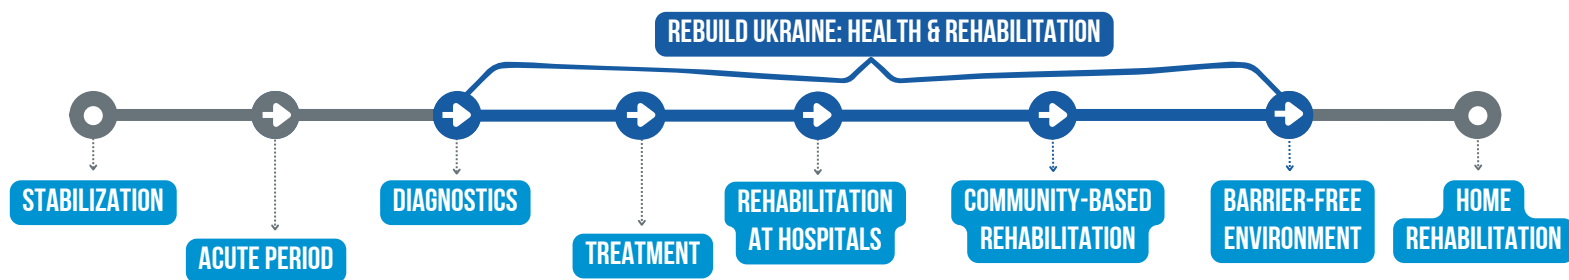 REBUILD UKRAINE: HEALTH & REHABILITATION
STABILIZATION
ACUTE PERIOD
DIAGNOSTICS
TREATMENT
REHABILITATION
AT HOSPITALS
COMMUNITY-BASED
REHABILITATION
BARRIER-FREE
ENVIRONMENT
HOME
REHABILITATION